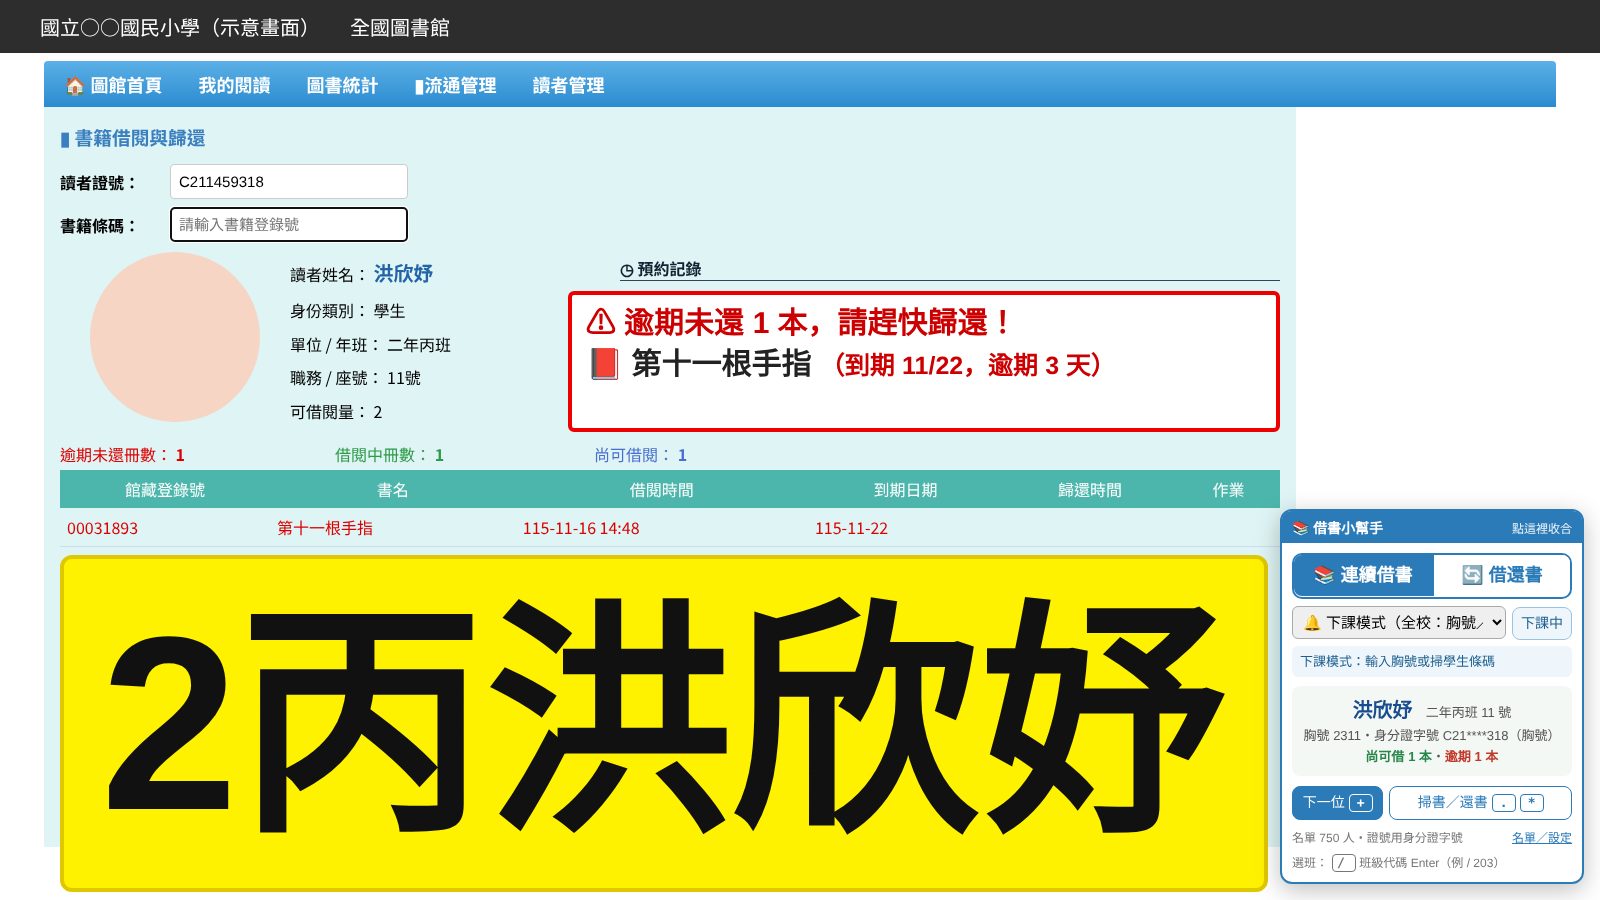 國立〇〇國民小學（示意畫面） 全國圖書館
🏠 圖館首頁 我的閱讀 圖書統計 ▮流通管理 讀者管理
▮ 書籍借閱與歸還
讀者證號： C211459318
書籍條碼： 請輸入書籍登錄號
讀者姓名： 洪欣妤
身份類別： 學生
單位 / 年班： 二年丙班
職務 / 座號： 11號
可借閱量： 2
◷ 預約記錄
⚠ 逾期未還 1 本，請趕快歸還！
📕 第十一根手指 （到期 11/22，逾期 3 天）
逾期未還冊數： 1 借閱中冊數： 1 尚可借閱： 1
館藏登錄號 書名 借閱時間 到期日期 歸還時間 作業
00031893 第十一根手指 115-11-16 14:48 115-11-22
2丙洪欣妤
📚 借書小幫手 點這裡收合
📚 連續借書 🔄 借還書
🔔 下課模式（全校：胸號 下課中
下課模式：輸入胸號或掃學生條碼
洪欣妤 二年丙班 11 號
胸號 2311・身分證字號 C21****318（胸號）
尚可借 1 本・逾期 1 本
下一位 + 掃書／還書 . *
名單 750 人・證號用身分證字號 名單／設定
選班： / 班級代碼 Enter（例 / 203）